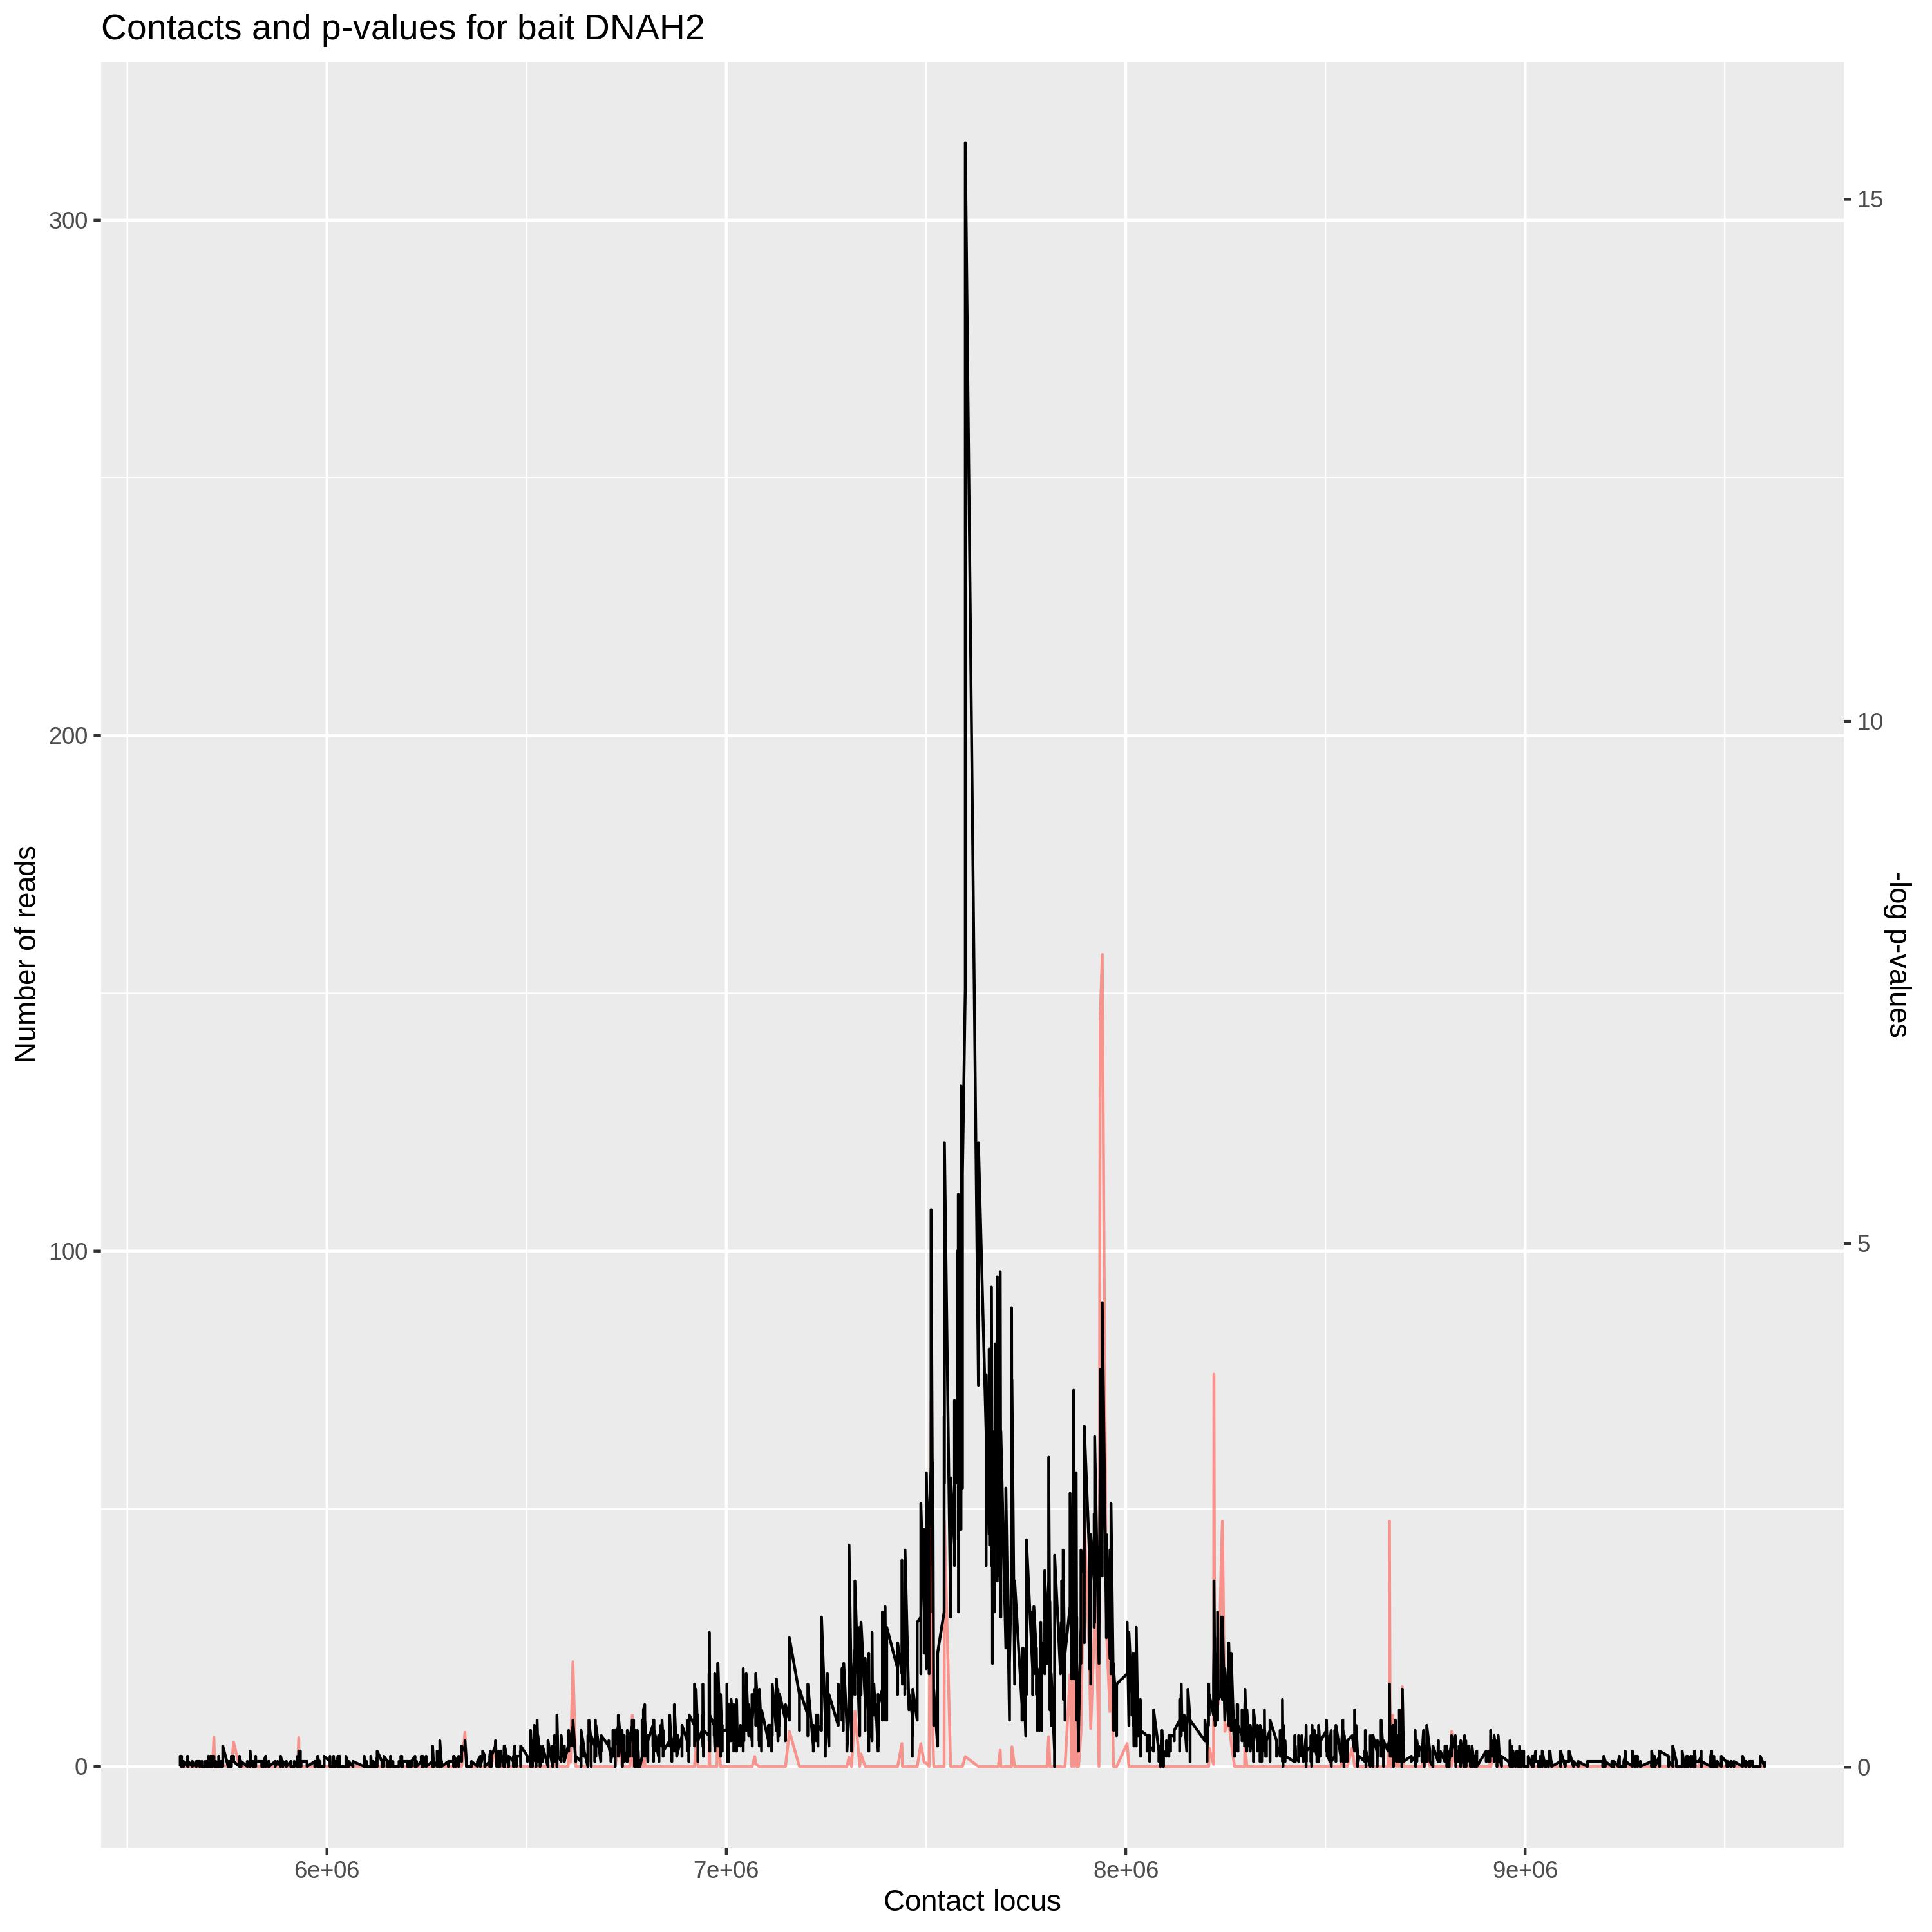 Contacts and p-values for bait DNAH2
300
200
100
0
Number of reads
15
10
5
0
-log p-values
6e+06 7e+06 8e+06 9e+06
Contact locus